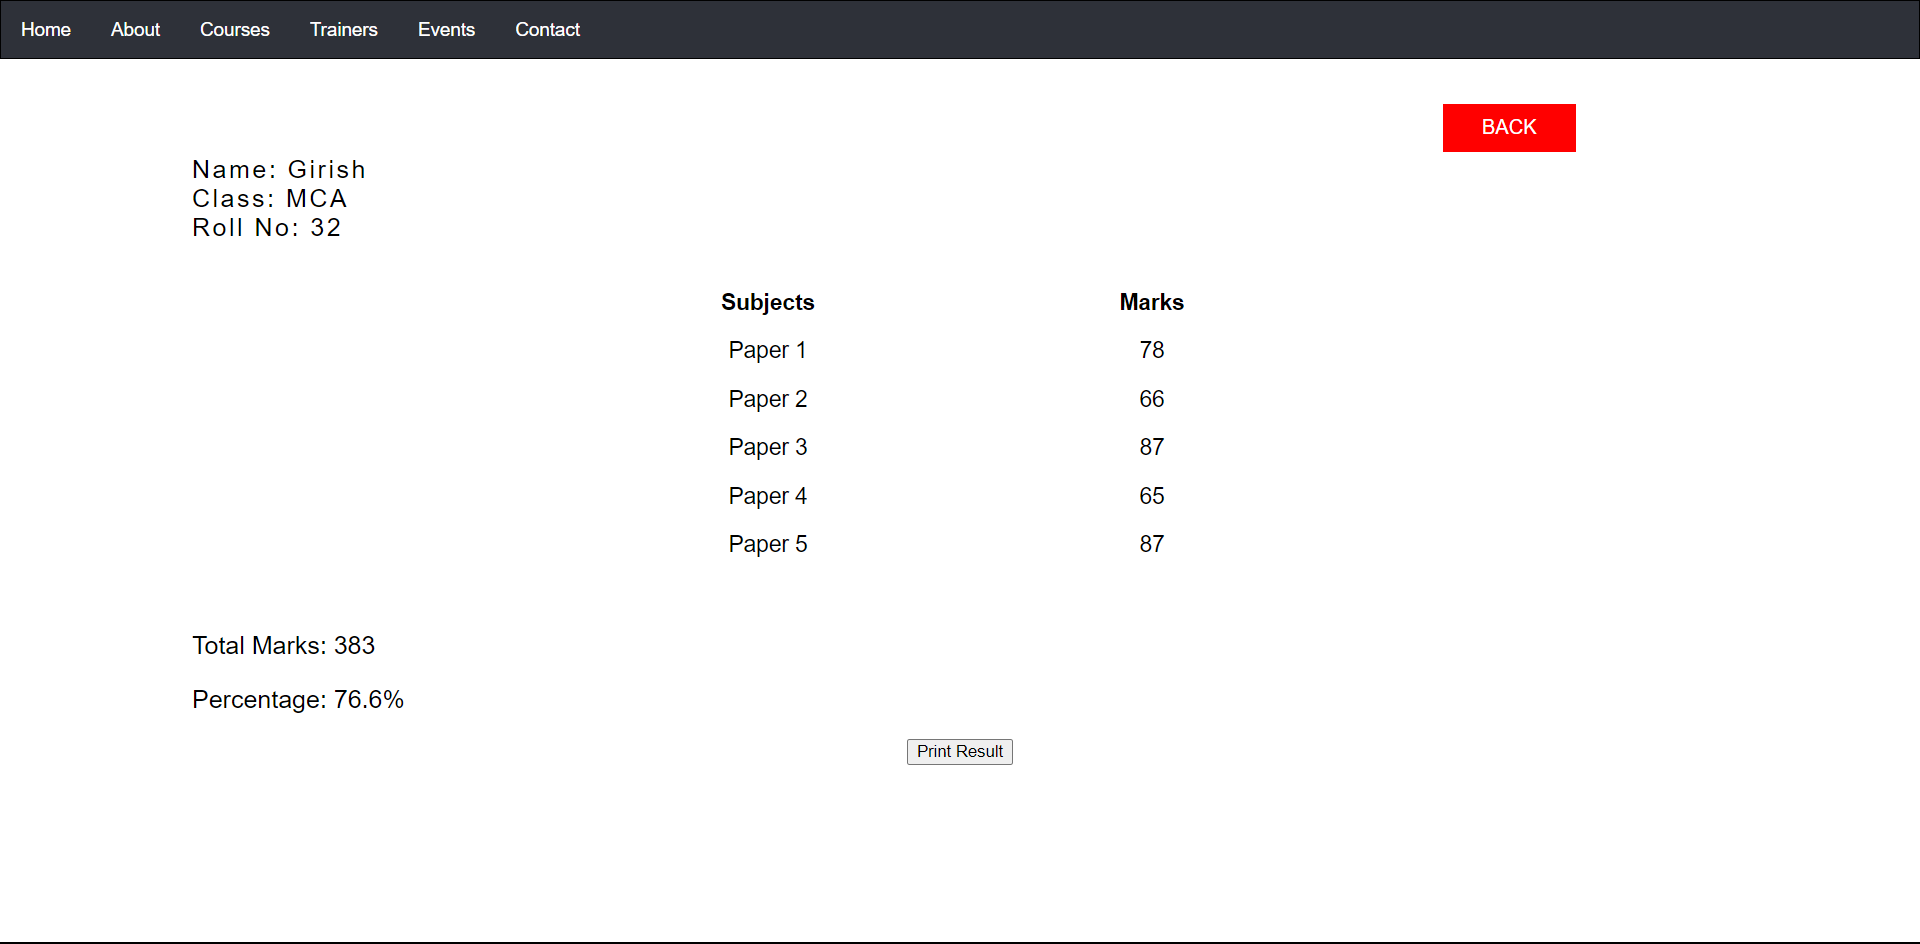 Home About Courses Trainers Events Contact
BACK
Name: Girish
Class: MCA
Roll No: 32
Subjects Marks
Paper 1 78
Paper 2 66
Paper 3 87
Paper 4 65
Paper 5 87
Total Marks: 383
Percentage: 76.6%
Print Result